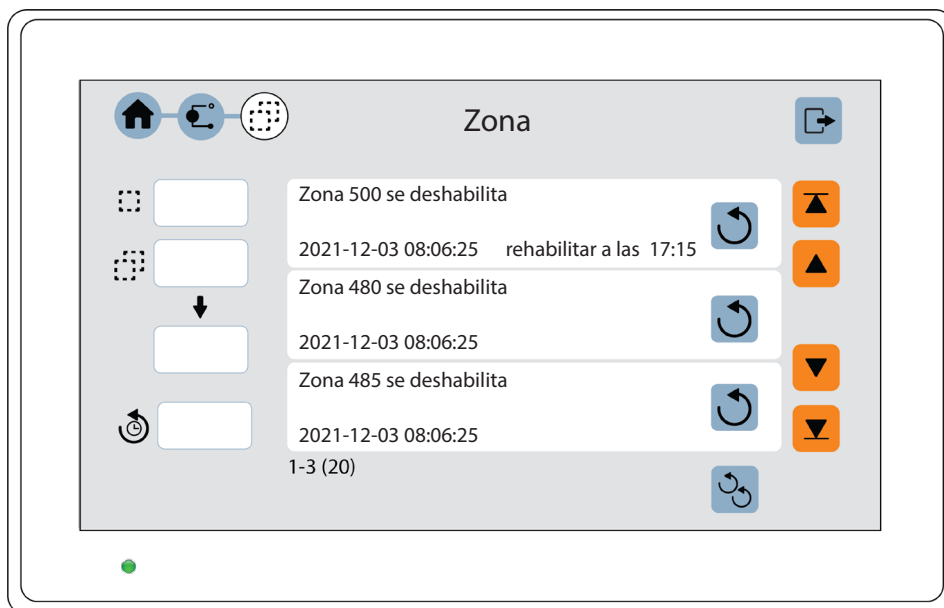 Zona
Zona 500 se deshabilita
2021-12-03 08:06:25 rehabilitar a las 17:15
Zona 480 se deshabilita
2021-12-03 08:06:25
Zona 485 se deshabilita
2021-12-03 08:06:25
1-3 (20)